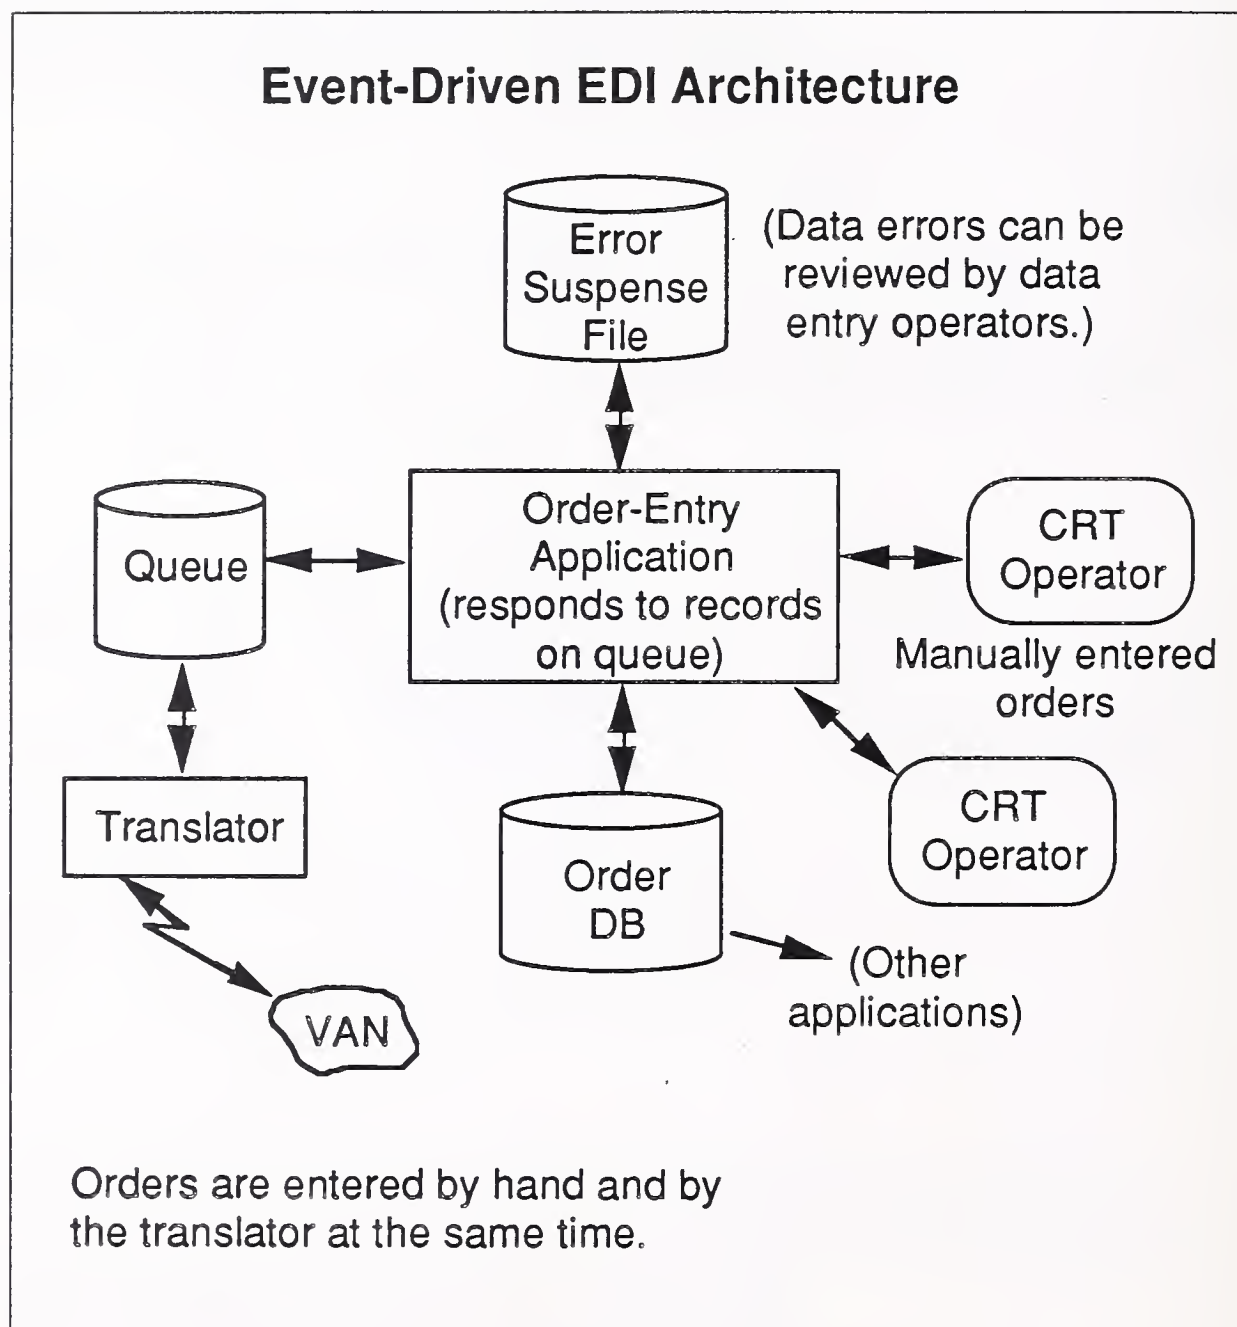 Event-Driven EDI Architecture
Error
Suspense
File
(Data errors can be
reviewed by data
entry operators.)
Queue
Order-Entry
Application
(responds to records
on queue)
CRT
Operator
Manually entered
orders
Translator
CRT
Operator
Order
DB
(Other
applications)
VAN
Orders are entered by hand and by
the translator at the same time.